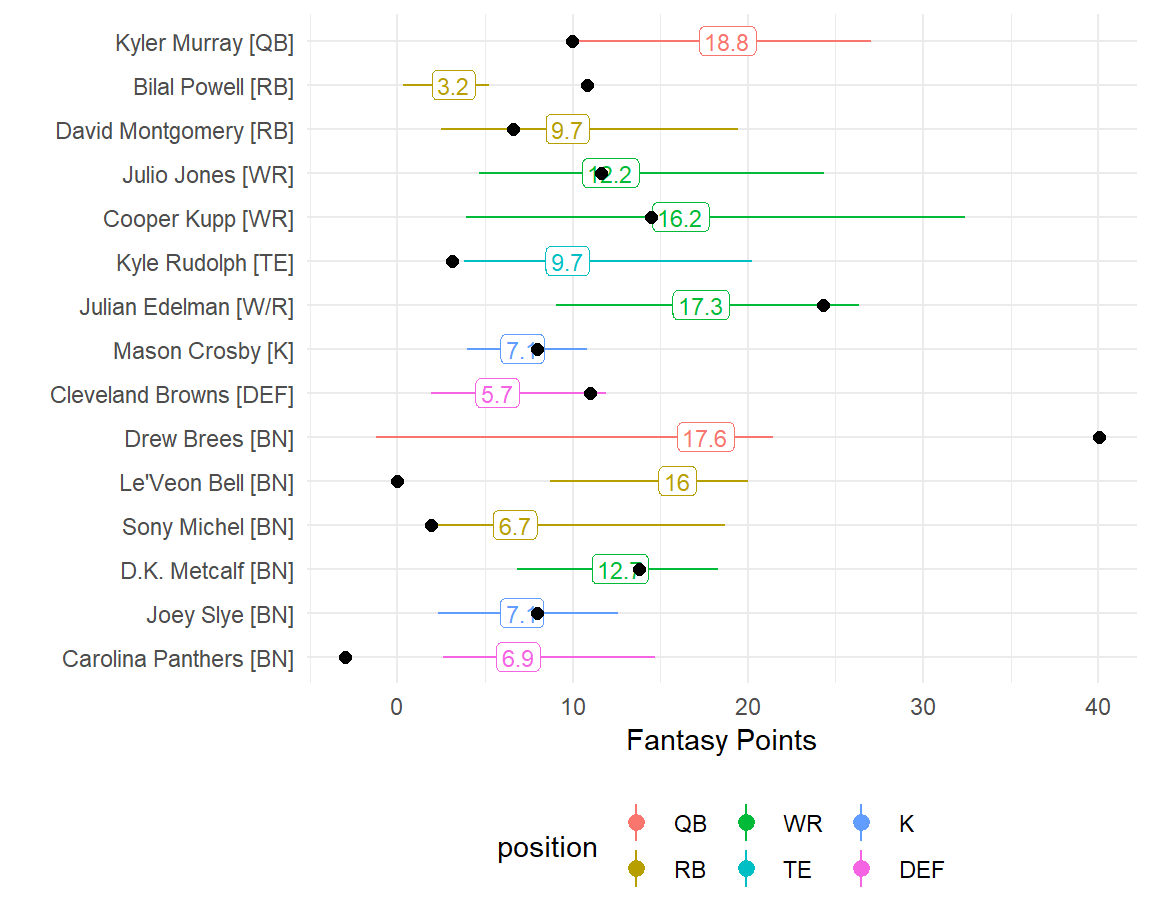 Kyler Murray [QB] 18.8
Bilal Powell [RB] 3.2
David Montgomery [RB] 9.7
Julio Jones [WR] 12.2
Cooper Kupp [WR] 16.2
Kyle Rudolph [TE] 9.7
Julian Edelman [W/R] 17.3
Mason Crosby [K] 7.1
Cleveland Browns [DEF] 5.7
Drew Brees [BN] 17.6
Le'Veon Bell [BN] 16
Sony Michel [BN] 6.7
D.K. Metcalf [BN] 12.7
Joey Slye [BN] 7.1
Carolina Panthers [BN] 6.9
0 10 20 30 40
Fantasy Points
position
QB WR K
RB TE DEF